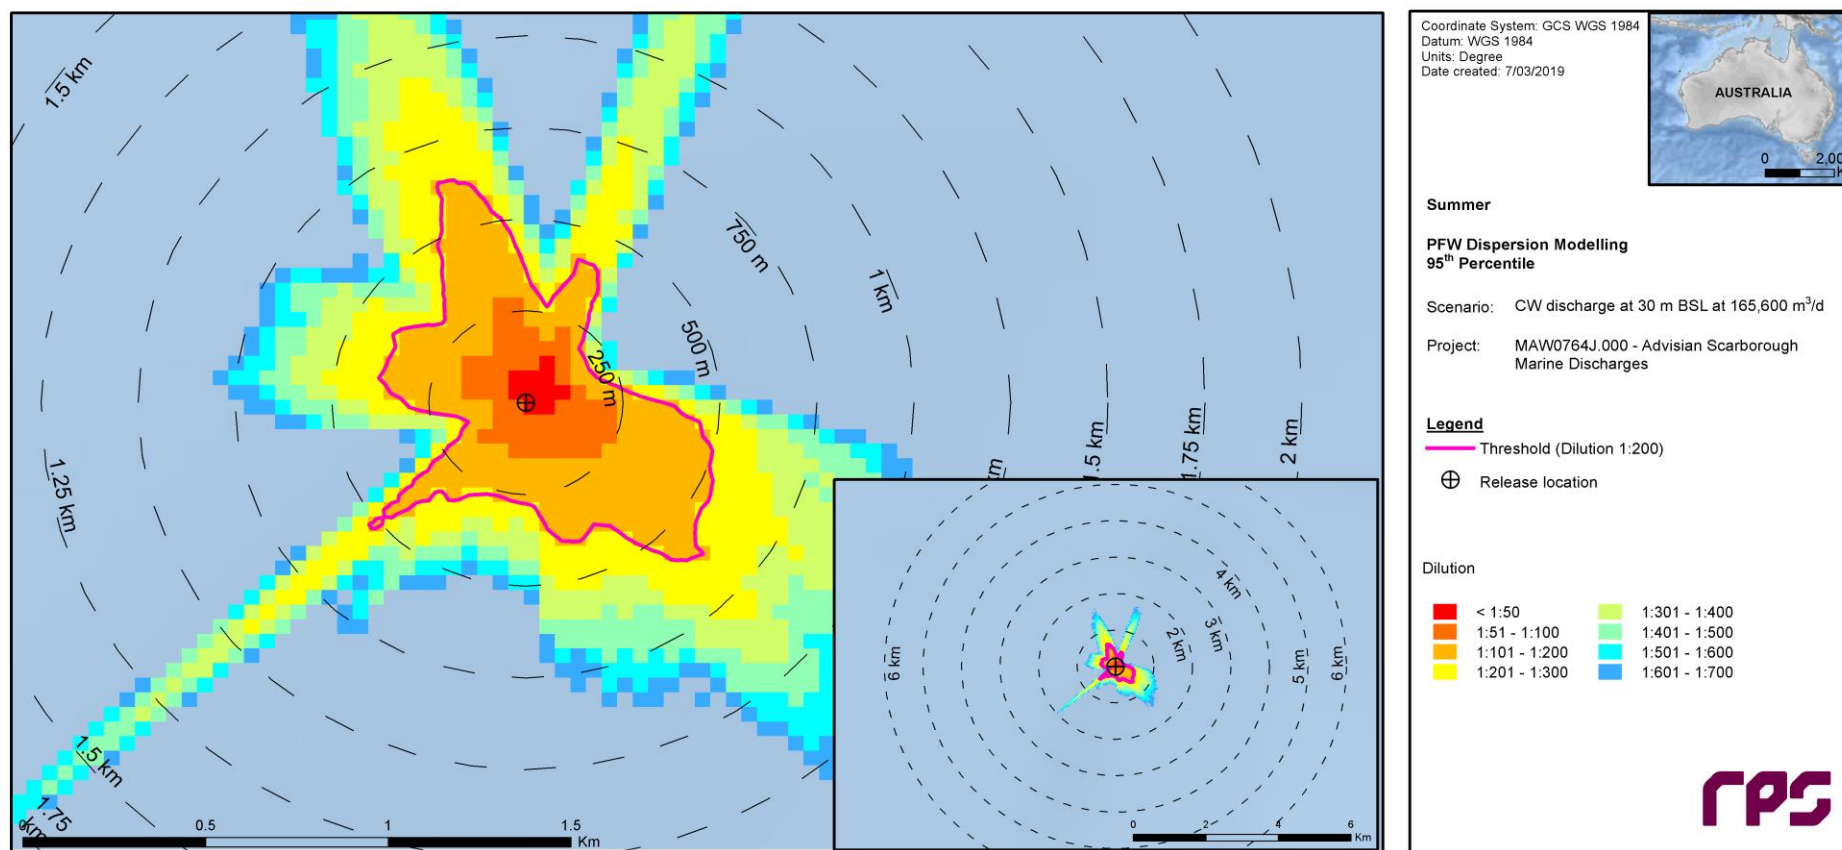 1.5 km
750 m
1 km
500 m
250 m
1.25 km
1.5 km
1.75 km
2 km
km
1.5 km
1.75
km
0
0.5
1
1.5
Km
4 km
3 km
2 km
6 km
5 km
6 km
0
2
4
6
Km
Coordinate System: GCS WGS 1984
Datum: WGS 1984
Units: Degree
Date created: 7/03/2019
AUSTRALIA
0 2,00
K
Summer
PFW Dispersion Modelling
95th Percentile
Scenario: CW discharge at 30 m BSL at 165,600 m³/d
Project: MAW0764J.000 - Advisian Scarborough
Marine Discharges
Legend
Threshold (Dilution 1:200)
Release location
Dilution
< 1:50
1:51 - 1:100
1:101 - 1:200
1:201 - 1:300
1:301 - 1:400
1:401 - 1:500
1:501 - 1:600
1:601 - 1:700
rps